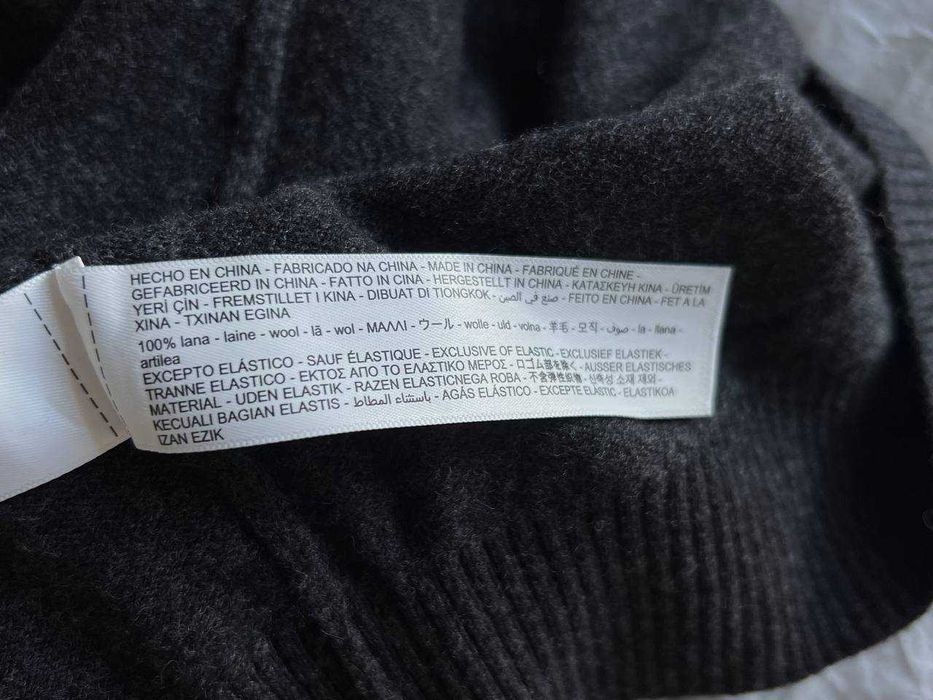 HECHO EN CHINA - FABRICADO NA CHINA - MADE IN CHINA - FABRIQUÉ EN CHINE -
GEFABRICEERD IN CHINA - FATTO IN CINA - HERGESTELLT IN CHINA - ΚΑΤΑΣΚΕΥΗ ΚΙΝΑ - ÜRETİM
YERİ ÇİN - FREMSTILLET I KINA - DIBUAT DI TIONGKOK - صنع في الصين - FEITO EN CHINA - FET A LA
XINA - TXINAN EGINA
100% lana - laine - wool - lã - wol - ΜΑΛΛΙ - ウール - wolle - uld - volna - 羊毛 - 모직 - صوف - la - llana -
artilea
EXCEPTO ELÁSTICO - SAUF ÉLASTIQUE - EXCLUSIVE OF ELASTIC - EXCLUSIEF ELASTIEK -
TRANNE ELASTICO - ΕΚΤΟΣ ΑΠΟ ΤΟ ΕΛΑΣΤΙΚΟ ΜΕΡΟΣ - ロゴム部を除く - AUSSER ELASTISCHES
MATERIAL - UDEN ELASTIK - RAZEN ELASTICNEGA ROBA - 不含弹性织物 - 신축성 소재 제외 -
KECUALI BAGIAN ELASTIS - باستثناء المطاط - AGÁS ELÁSTICO - EXCEPTE ELASTIC - ELASTIKOA
IZAN EZIK